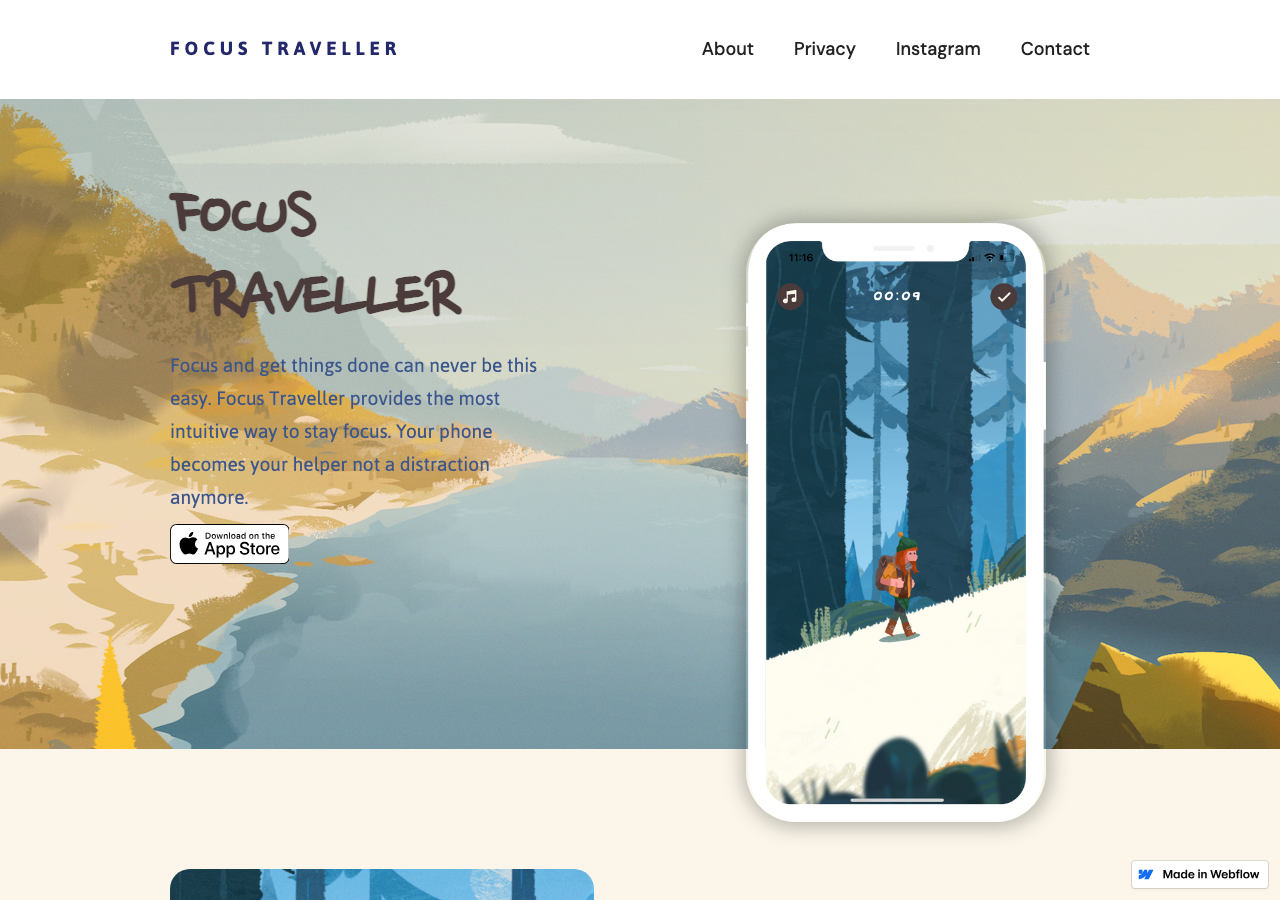 FOCUS TRAVELLER
About Privacy Instagram Contact
FOCUS
TRAVELLER
Focus and get things done can never be this
easy. Focus Traveller provides the most
intuitive way to stay focus. Your phone
becomes your helper not a distraction
anymore.
Download on the
App Store
11:16
00:09
Made in Webflow